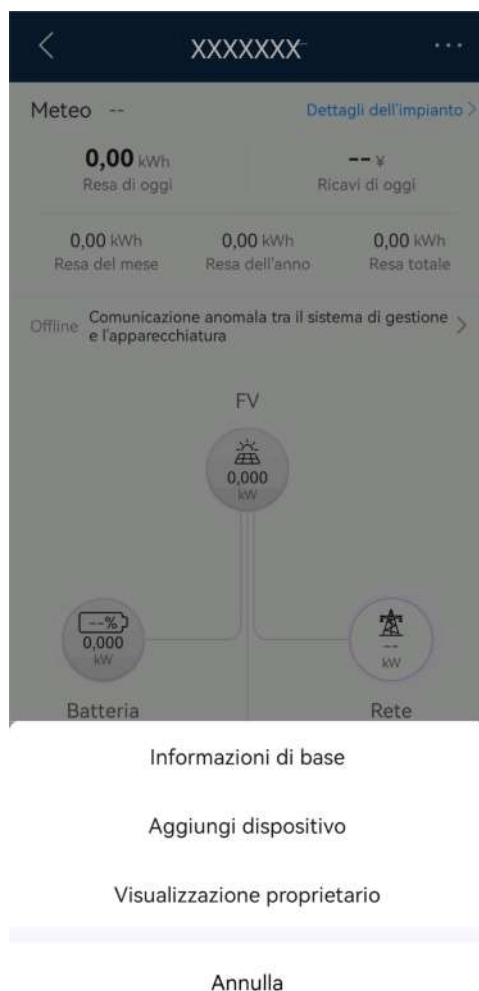 XXXXXXX
Meteo -- Dettagli dell'impianto >
0,00 kWh -- ¥
Resa di oggi Ricavi di oggi
0,00 kWh 0,00 kWh 0,00 kWh
Resa del mese Resa dell'anno Resa totale
Offline Comunicazione anomala tra il sistema di gestione >
e l'apparecchiatura
FV
0,000
kW
--% --
0,000 kW
kW
Batteria Rete
Informazioni di base
Aggiungi dispositivo
Visualizzazione proprietario
Annulla